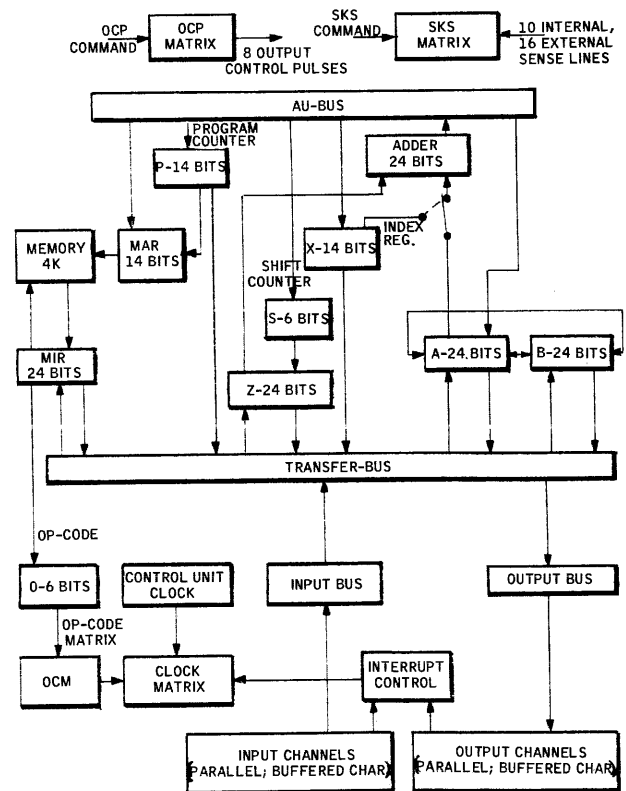 OCP
COMMAND
OCP
MATRIX
8 OUTPUT
CONTROL PULSES
SKS
COMMAND
SKS
MATRIX
10 INTERNAL,
16 EXTERNAL
SENSE LINES
AU-BUS
PROGRAM
COUNTER
P-14 BITS
ADDER
24 BITS
MEMORY
4K
MAR
14 BITS
X-14 BITS
INDEX
REG.
SHIFT
COUNTER
S-6 BITS
MIR
24 BITS
Z-24 BITS
A-24 BITS
B-24 BITS
TRANSFER-BUS
OP-CODE
0-6 BITS
CONTROL UNIT
CLOCK
INPUT BUS
OUTPUT BUS
OP-CODE
MATRIX
OCM
CLOCK
MATRIX
INTERRUPT
CONTROL
INPUT CHANNELS
(PARALLEL; BUFFERED CHAR)
OUTPUT CHANNELS
(PARALLEL; BUFFERED CHAR)